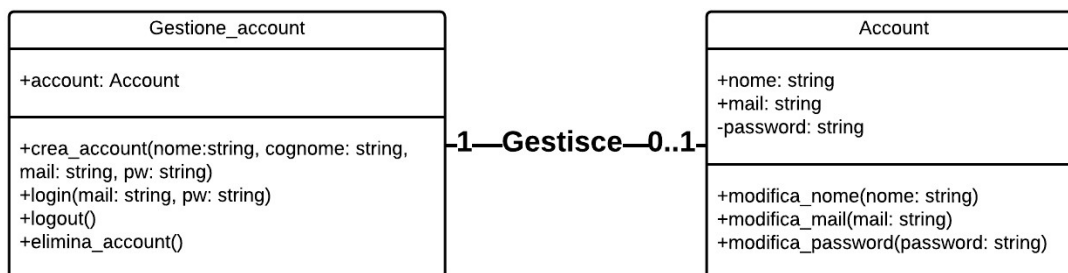 Gestione_account
+account: Account
+crea_account(nome:string, cognome: string,
mail: string, pw: string)
+login(mail: string, pw: string)
+logout()
+elimina_account()
1 Gestisce 0..1
Account
+nome: string
+mail: string
-password: string
+modifica_nome(nome: string)
+modifica_mail(mail: string)
+modifica_password(password: string)